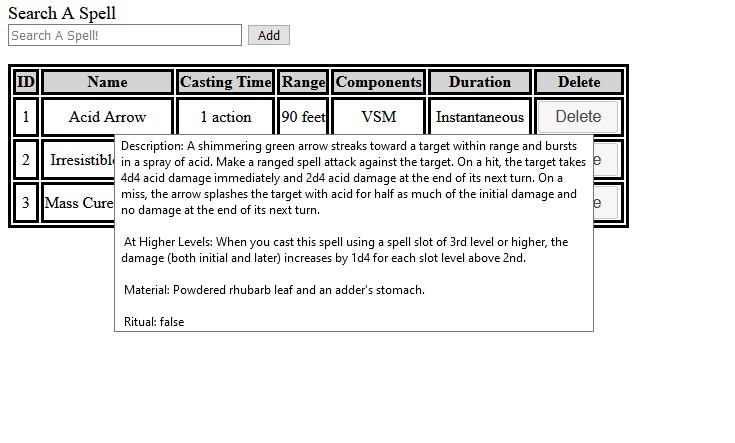 Search A Spell
Search A Spell! Add
ID Name Casting Time Range Components Duration Delete
1 Acid Arrow 1 action 90 feet VSM Instantaneous Delete
Description: A shimmering green arrow streaks toward a target within range and bursts
in a spray of acid. Make a ranged spell attack against the target. On a hit, the target takes
4d4 acid damage immediately and 2d4 acid damage at the end of its next turn. On a
miss, the arrow splashes the target with acid for half as much of the initial damage and
no damage at the end of its next turn.
At Higher Levels: When you cast this spell using a spell slot of 3rd level or higher, the
damage (both initial and later) increases by 1d4 for each slot level above 2nd.
Material: Powdered rhubarb leaf and an adder's stomach.
Ritual: false
2
3 Mass Cure